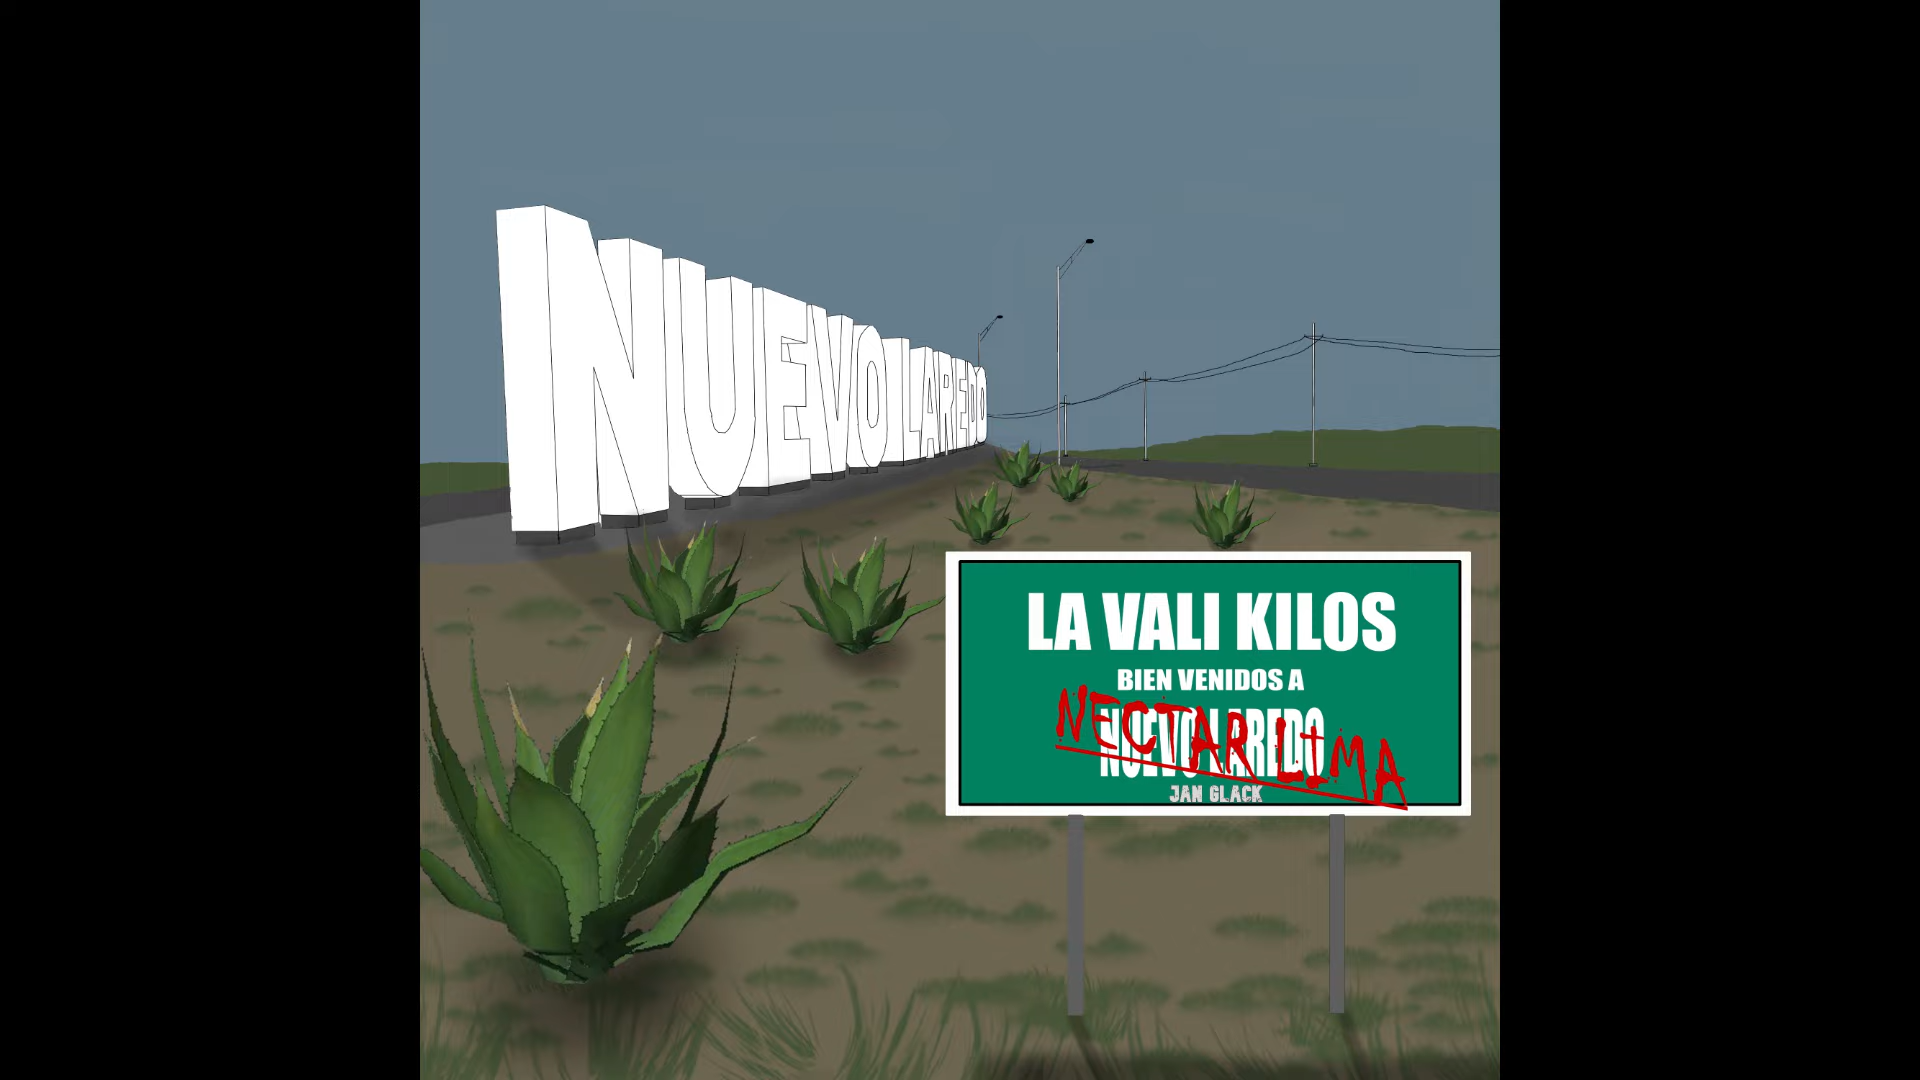 NUEVO LAREDO
LA VALI KILOS
BIEN VENIDOS A
NECTAR LIMA
NUEVO LAREDO
JAN GLACK